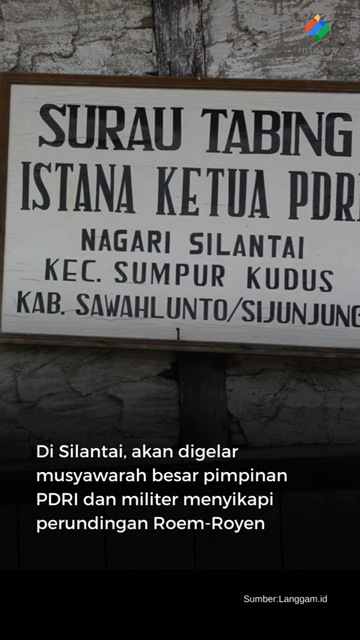 SURAU TABING
ISTANA KETUA PDRI
NAGARI SILANTAI
KEC. SUMPUR KUDUS
KAB. SAWAHLUNTO/SIJUNJUNG
Di Silantai, akan digelar
musyawarah besar pimpinan
PDRI dan militer menyikapi
perundingan Roem-Royen
Sumber:Langgam.id